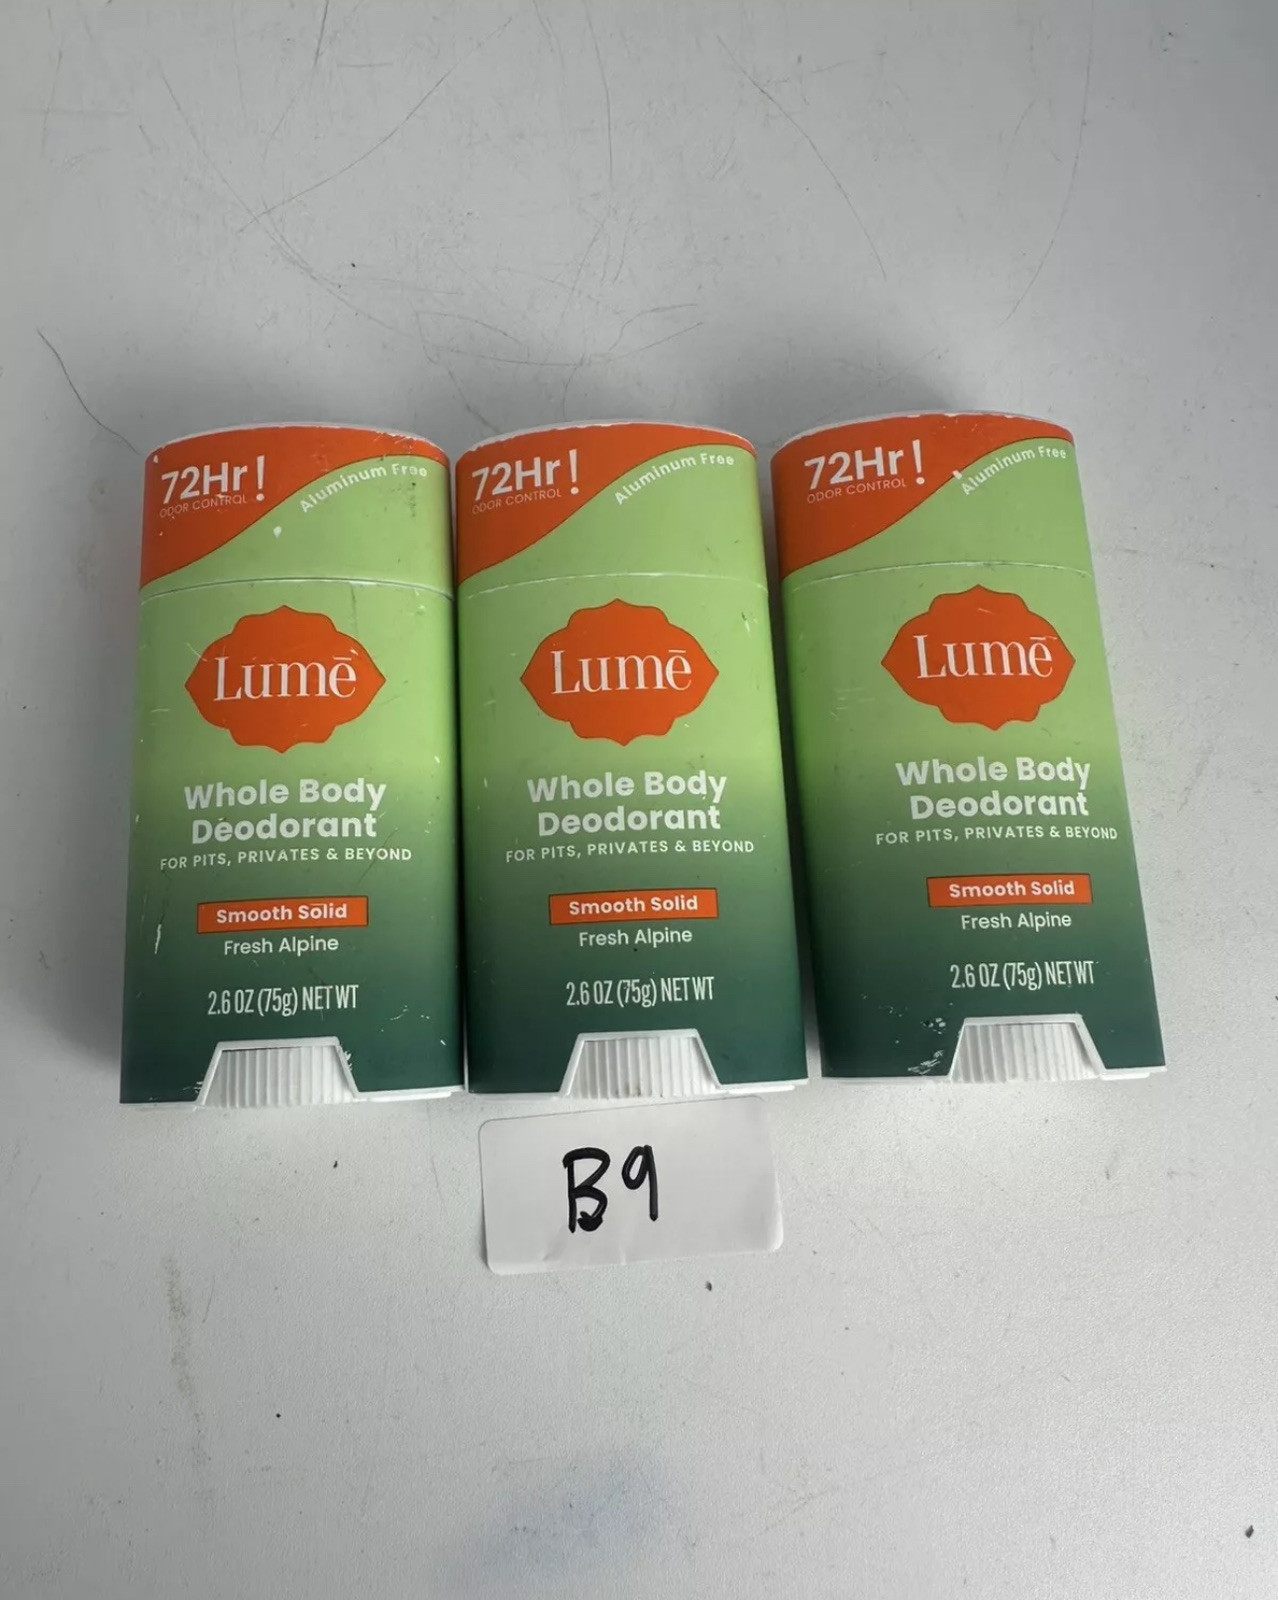 72Hr!
ODOR CONTROL
Aluminum Free
Lumē
Whole Body
Deodorant
FOR PITS, PRIVATES & BEYOND
Smooth Solid
Fresh Alpine
2.6 OZ (75g) NET WT
72Hr!
ODOR CONTROL
Aluminum Free
Lumē
Whole Body
Deodorant
FOR PITS, PRIVATES & BEYOND
Smooth Solid
Fresh Alpine
2.6 OZ (75g) NET WT
72Hr!
ODOR CONTROL
Aluminum Free
Lumē
Whole Body
Deodorant
FOR PITS, PRIVATES & BEYOND
Smooth Solid
Fresh Alpine
2.6 OZ (75g) NET WT
B9